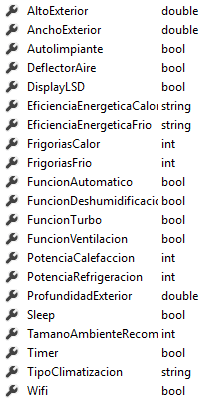 AltoExterior double
AnchoExterior double
Autolimpiante bool
DeflectorAire bool
DisplayLSD bool
EficienciaEnergeticaCalo string
EficienciaEnergeticaFrio string
FrigoriasCalor int
FrigoriasFrio int
FuncionAutomatico bool
FuncionDeshumidificacio bool
FuncionTurbo bool
FuncionVentilacion bool
PotenciaCalefaccion int
PotenciaRefrigeracion int
ProfundidadExterior double
Sleep bool
TamanoAmbienteRecom int
Timer bool
TipoClimatizacion string
Wifi bool